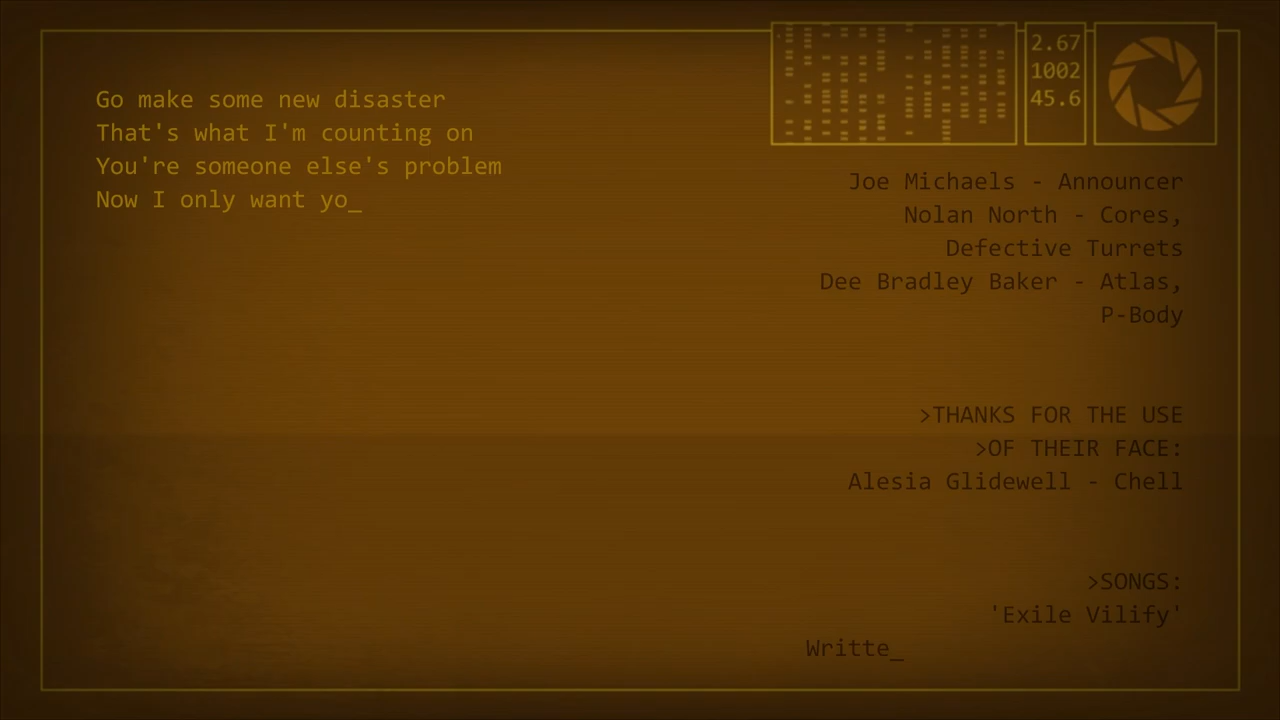 Go make some new disaster
That's what I'm counting on
You're someone else's problem
Now I only want yo_
2.67
1002
45.6
Joe Michaels - Announcer
Nolan North - Cores,
Defective Turrets
Dee Bradley Baker - Atlas,
P-Body
>THANKS FOR THE USE
>OF THEIR FACE:
Alesia Glidewell - Chell
>SONGS:
'Exile Vilify'
Writte_